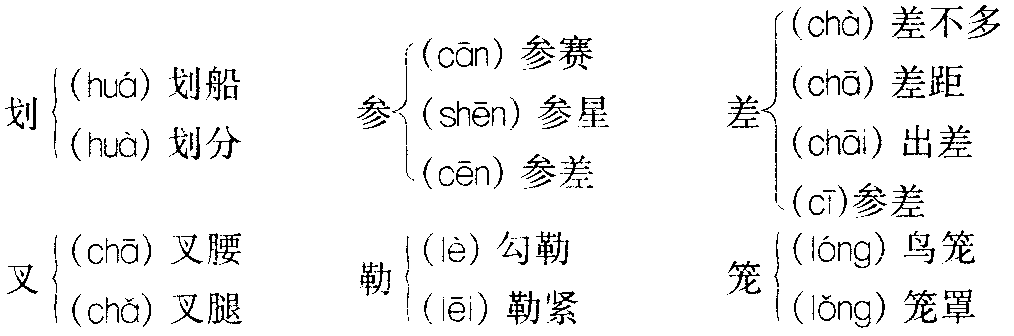 划 (huá) 划船
(huà) 划分
参 (cān) 参赛
(shēn) 参星
(cēn) 参差
差 (chà) 差不多
(chā) 差距
(chāi) 出差
(cī) 参差
叉 (chā) 叉腰
(chǎ) 叉腿
勒 (lè) 勾勒
(lēi) 勒紧
笼 (lóng) 鸟笼
(lǒng) 笼罩